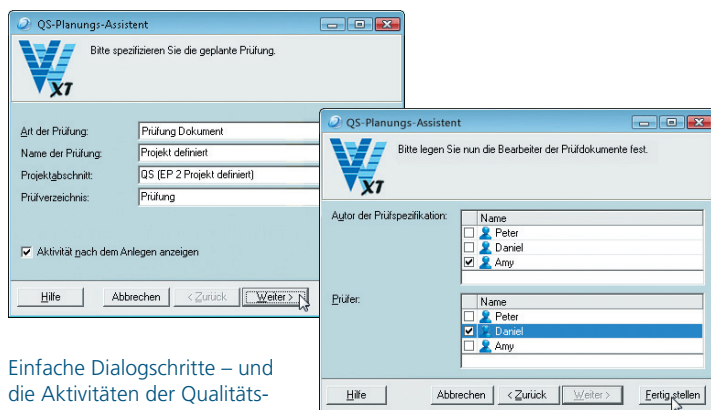 QS-Planungs-Assistent
Bitte spezifizieren Sie die geplante Prüfung.
XT
Art der Prüfung: Prüfung Dokument
Name der Prüfung: Projekt definiert
Projektabschnitt: QS (EP 2 Projekt definiert)
Prüfverzeichnis: Prüfung
Aktivität nach dem Anlegen anzeigen
Hilfe Abbrechen < Zurück Weiter >
QS-Planungs-Assistent
Bitte legen Sie nun die Bearbeiter der Prüfdokumente fest.
XT
Autor der Prüfspezifikation: Name
Peter
Daniel
Amy
Prüfer: Name
Peter
Daniel
Amy
Hilfe Abbrechen < Zurück Weiter > Fertig stellen
Einfache Dialogschritte – und
die Aktivitäten der Qualitäts-